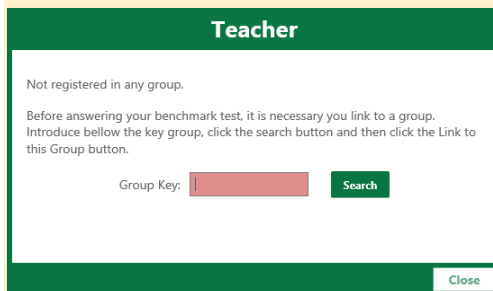 Teacher
Not registered in any group.
Before answering your benchmark test, it is necessary you link to a group.
Introduce bellow the key group, click the search button and then click the Link to
this Group button.
Group Key:
Search
Close